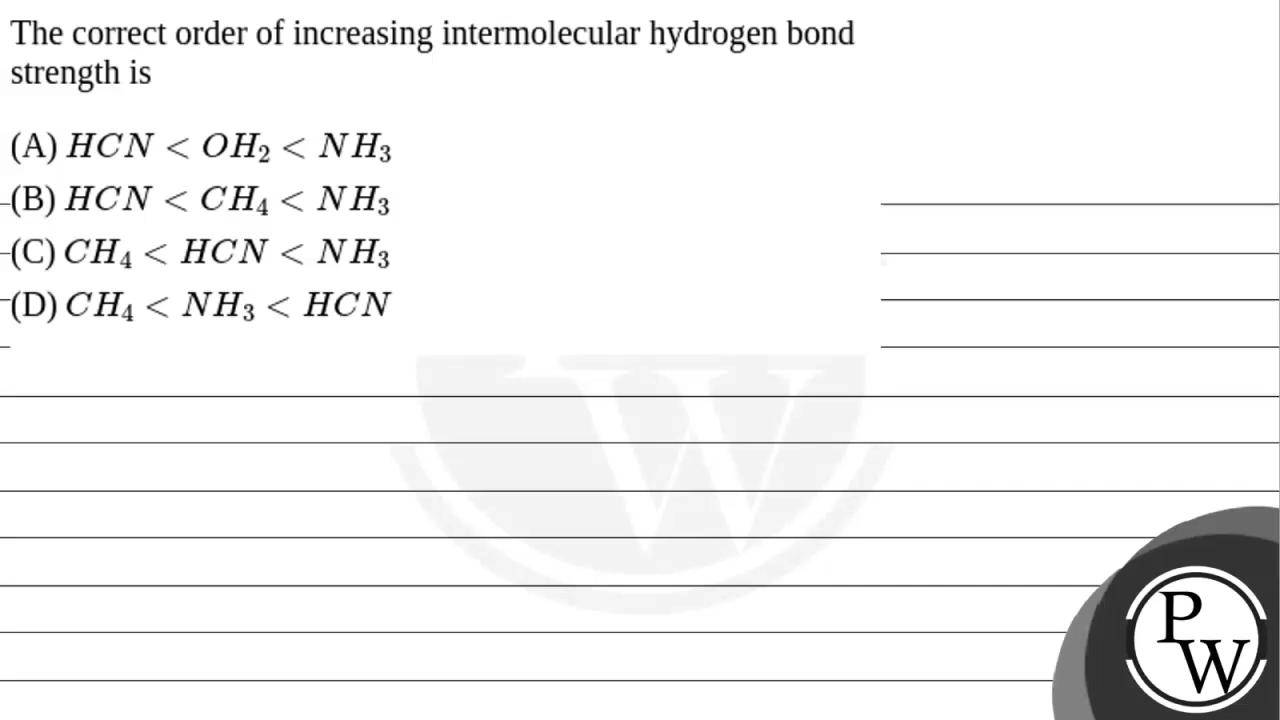 The correct order of increasing intermolecular hydrogen bond
strength is
(A) HCN < OH₂ < NH₃
(B) HCN < CH₄ < NH₃
(C) CH₄ < HCN < NH₃
(D) CH₄ < NH₃ < HCN
W
P
W